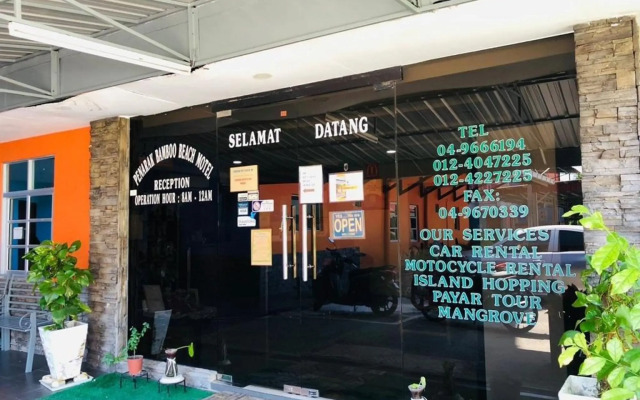 PENARAK BAMBOO BEACH MOTEL
RECEPTION
OPERATION HOUR : 8AM - 12AM
SELAMAT DATANG
OPEN
TEL
04-9666194
012-4047225
012-4227225
FAX:
04-9670339
OUR SERVICES
CAR RENTAL
MOTOCYCLE RENTAL
ISLAND HOPPING
PAYAR TOUR
MANGROVE